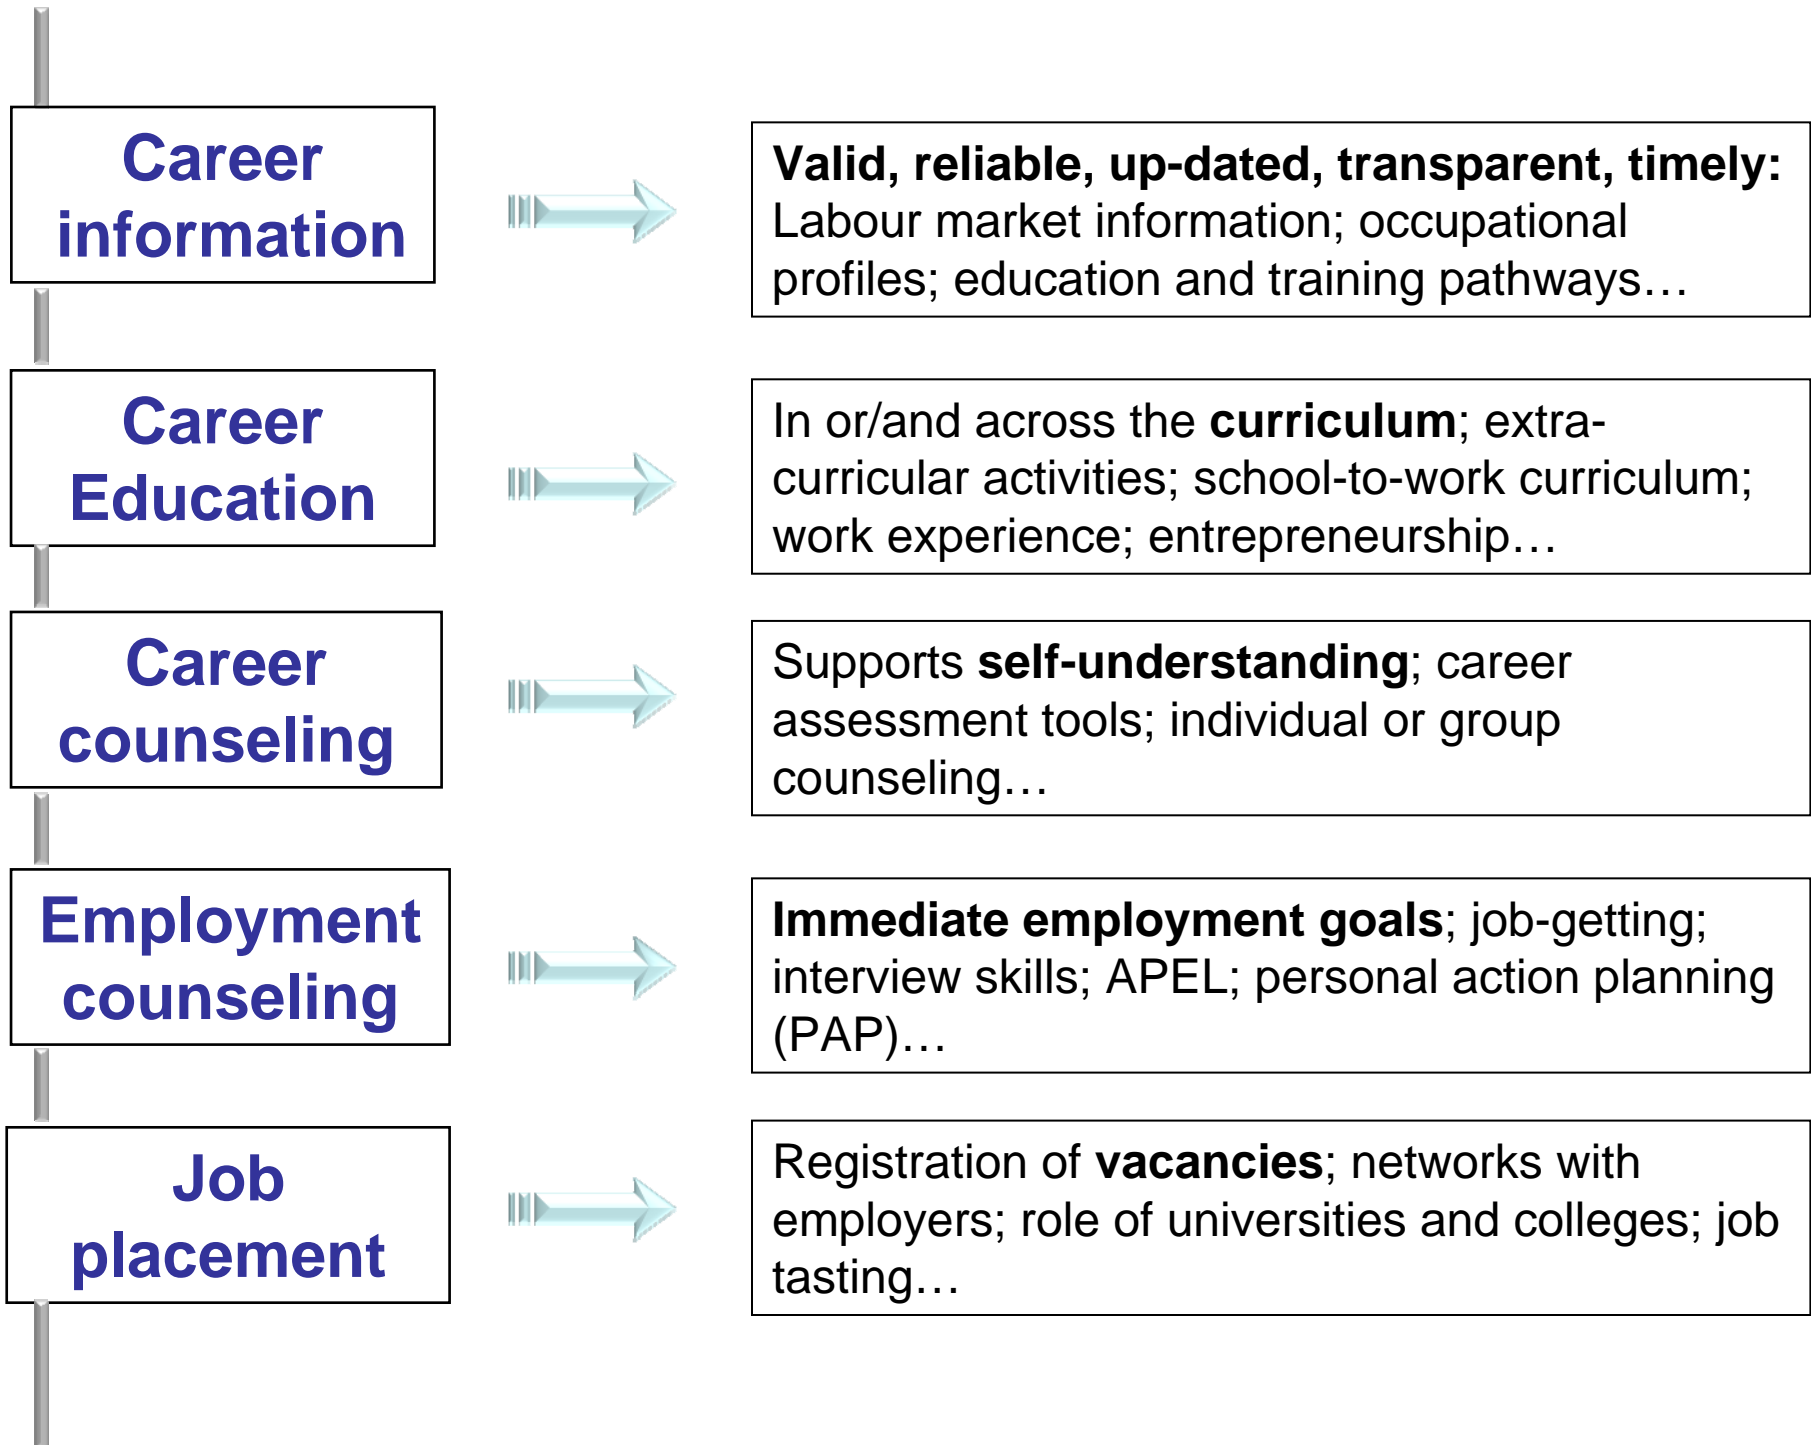 Career
information
Valid, reliable, up-dated, transparent, timely:
Labour market information; occupational
profiles; education and training pathways…
Career
Education
In or/and across the curriculum; extra-
curricular activities; school-to-work curriculum;
work experience; entrepreneurship…
Career
counseling
Supports self-understanding; career
assessment tools; individual or group
counseling…
Employment
counseling
Immediate employment goals; job-getting;
interview skills; APEL; personal action planning
(PAP)…
Job
placement
Registration of vacancies; networks with
employers; role of universities and colleges; job
tasting…